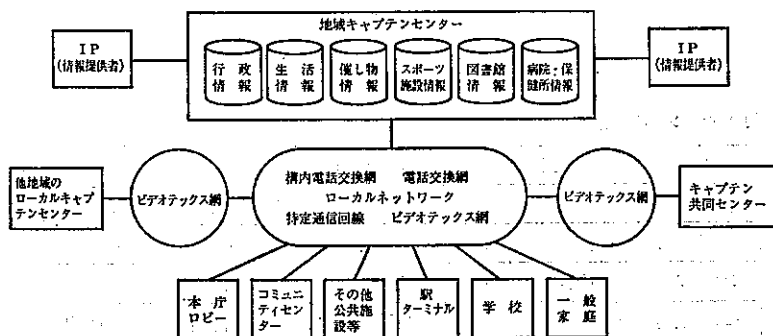 地域キャプテンセンター
IP
(情報提供者)
行政
情報
生活
情報
催し物
情報
スポーツ
施設情報
図書館
情報
病院・保
健所情報
IP
(情報提供者)
他地域の
ローカルキャプ
テンセンター
ビデオテックス網
構内電話交換網 電話交換網
ローカルネットワーク
特定通信回線 ビデオテックス網
ビデオテックス網
キャプテン
共同センター
本庁
ロビー
コミュニ
ティセン
ター
その他
公共施
設等
駅
ターミナル
学校
一般
家庭